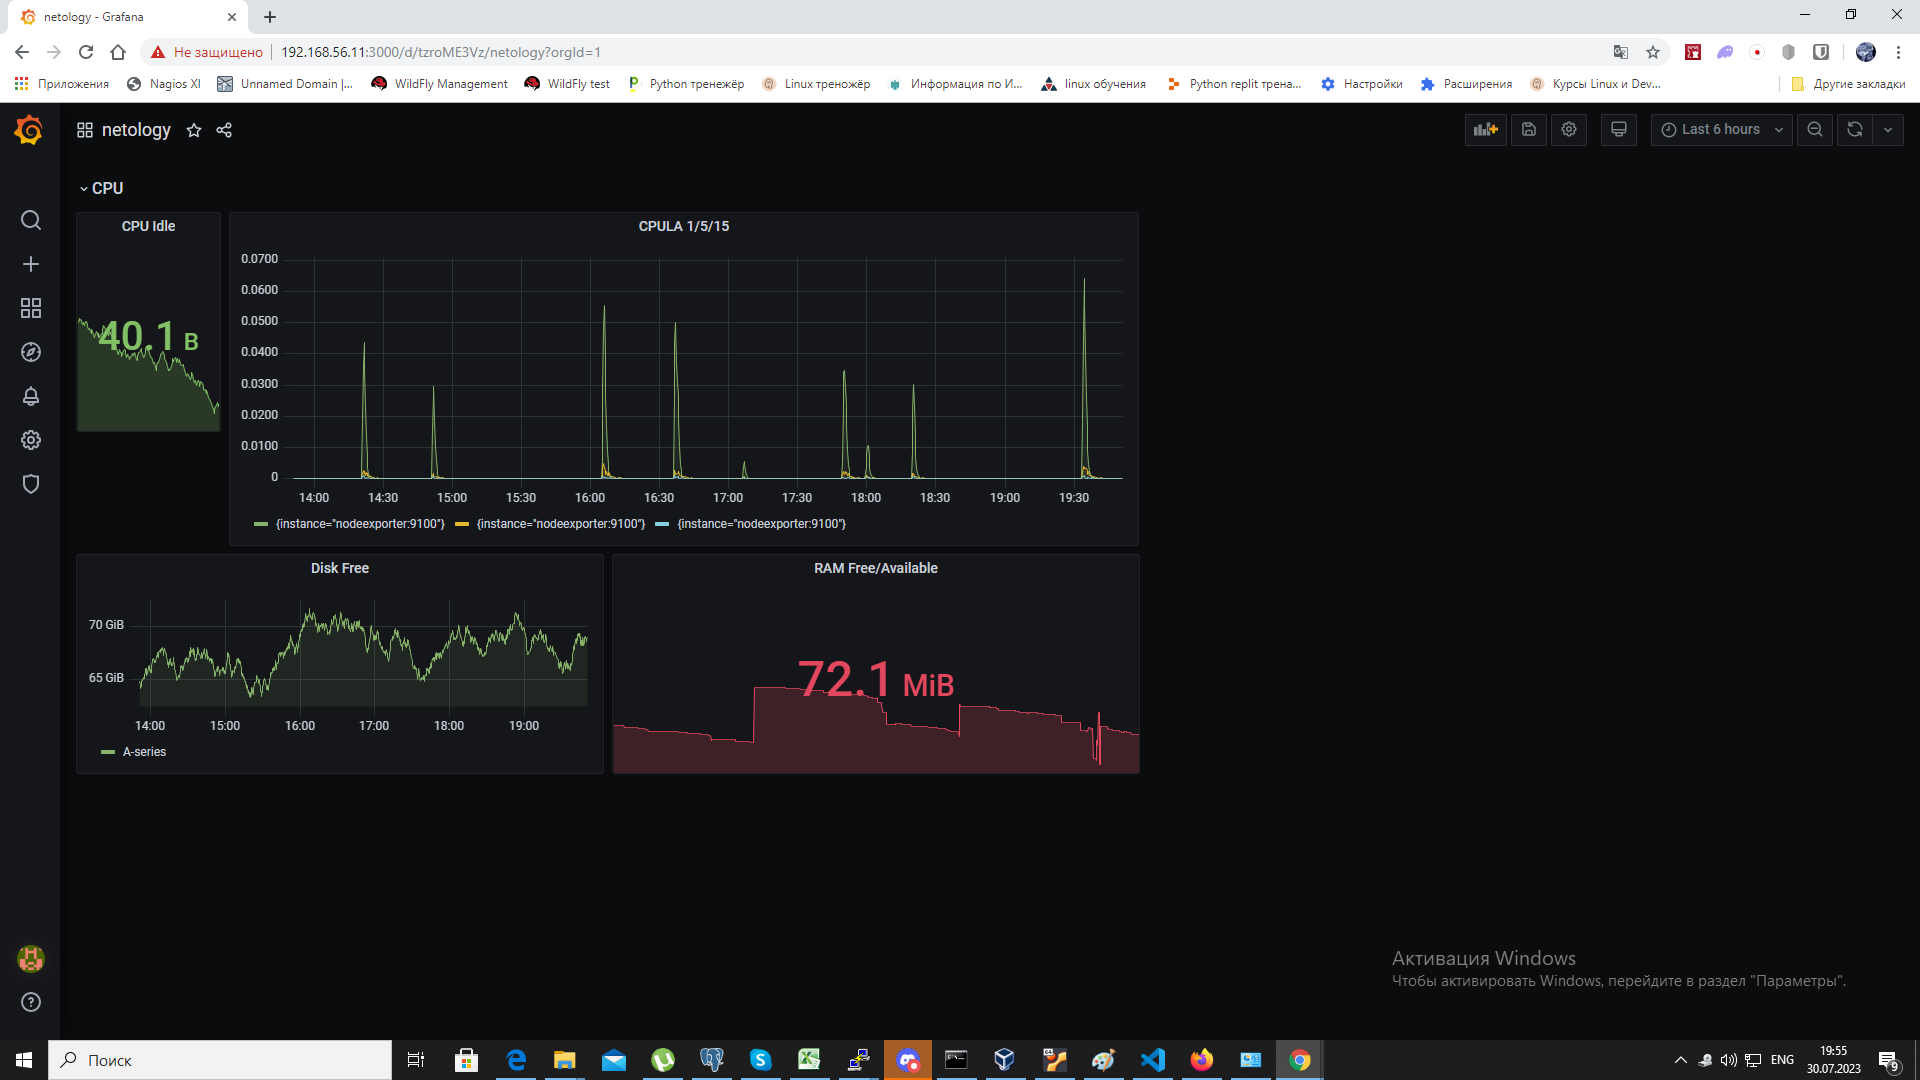 netology - Grafana
Не защищено 192.168.56.11:3000/d/tzroME3Vz/netology?orgId=1
Приложения Nagios XI Unnamed Domain |... WildFly Management WildFly test Python тренежёр Linux треножёр Информация по И... linux обучения Python replit трена... Настройки Расширения Курсы Linux и Dev... Другие закладки
netology Last 6 hours
CPU
CPU Idle
40.1 B
CPULA 1/5/15
0.0700
0.0600
0.0500
0.0400
0.0300
0.0200
0.0100
0
14:00 14:30 15:00 15:30 16:00 16:30 17:00 17:30 18:00 18:30 19:00 19:30
{instance="nodeexporter:9100"} {instance="nodeexporter:9100"} {instance="nodeexporter:9100"}
Disk Free
70 GiB
65 GiB
14:00 15:00 16:00 17:00 18:00 19:00
A-series
RAM Free/Available
72.1 MiB
Активация Windows
Чтобы активировать Windows, перейдите в раздел "Параметры".
Поиск
ENG
19:55
30.07.2023
9